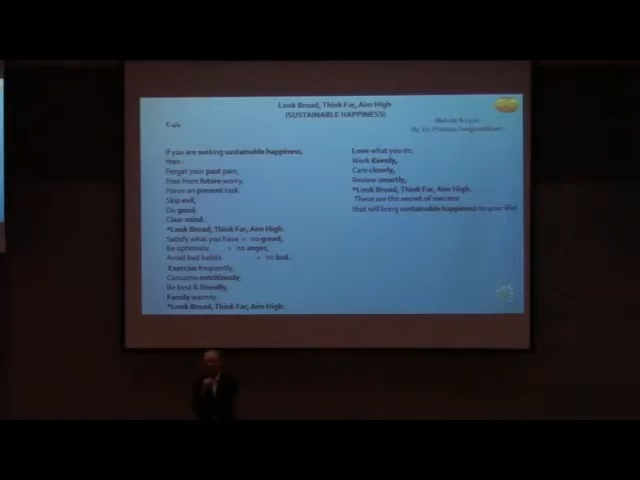 Look Broad, Think Far, Aim High
(SUSTAINABLE HAPPINESS)
Melody & Lyric
By Dr.
If you are seeking sustainable happiness,
then :
Forget your past pain,
Free from future worry,
Focus on present task.
Skip evil,
Do good,
Clear mind.
*Look Broad, Think Far, Aim High.
Satisfy what you have = no greed,
Be optimistic = no anger,
Avoid bad habits = no lust.
Exercise frequently,
Consume nutritiously,
Be kind & friendly,
Family warmly.
*Look Broad, Think Far, Aim High.
Love what you do,
Work Keenly,
Care closely,
Review smartly,
*Look Broad, Think Far, Aim High.
These are the secret of success
that will bring sustainable happiness to your life!